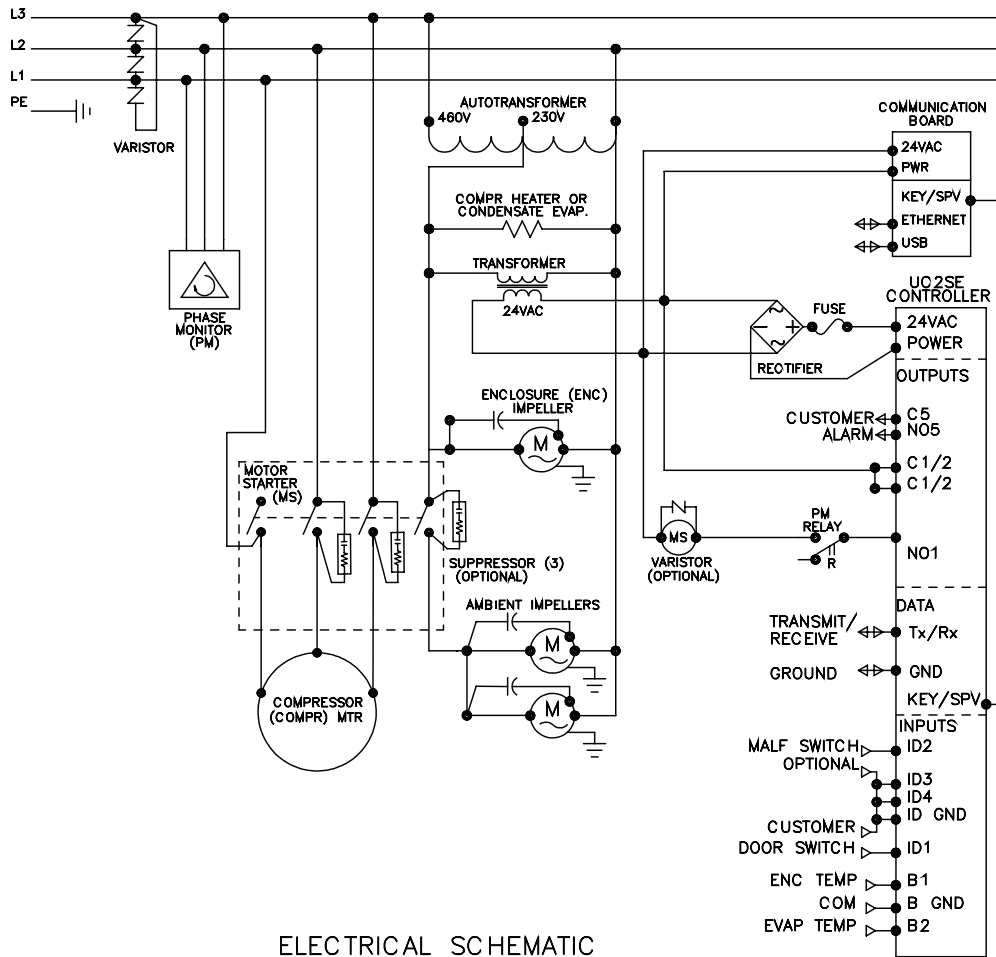 L3
L2
L1
PE
VARISTOR
AUTOTRANSFORMER
460V
230V
COMMUNICATION
BOARD
24VAC
PWR
KEY/SPV
ETHERNET
USB
COMPR HEATER OR
CONDENSATE EVAP.
TRANSFORMER
24VAC
PHASE
MONITOR
(PM)
RECTIFIER
FUSE
UC2SE
CONTROLLER
24VAC
POWER
OUTPUTS
ENCLOSURE (ENC)
IMPELLER
M
CUSTOMER
ALARM
C5
NO5
C1/2
C1/2
MOTOR
STARTER
(MS)
SUPPRESSOR (3)
(OPTIONAL)
MS
VARISTOR
(OPTIONAL)
PM
RELAY
R
NO1
AMBIENT IMPELLERS
M
M
COMPRESSOR
(COMPR) MTR
DATA
TRANSMIT/
RECEIVE
Tx/Rx
GROUND
GND
KEY/SPV
INPUTS
MALF SWITCH
ID2
OPTIONAL
ID3
ID4
ID GND
CUSTOMER
DOOR SWITCH
ID1
ENC TEMP
B1
COM
B GND
EVAP TEMP
B2
ELECTRICAL SCHEMATIC